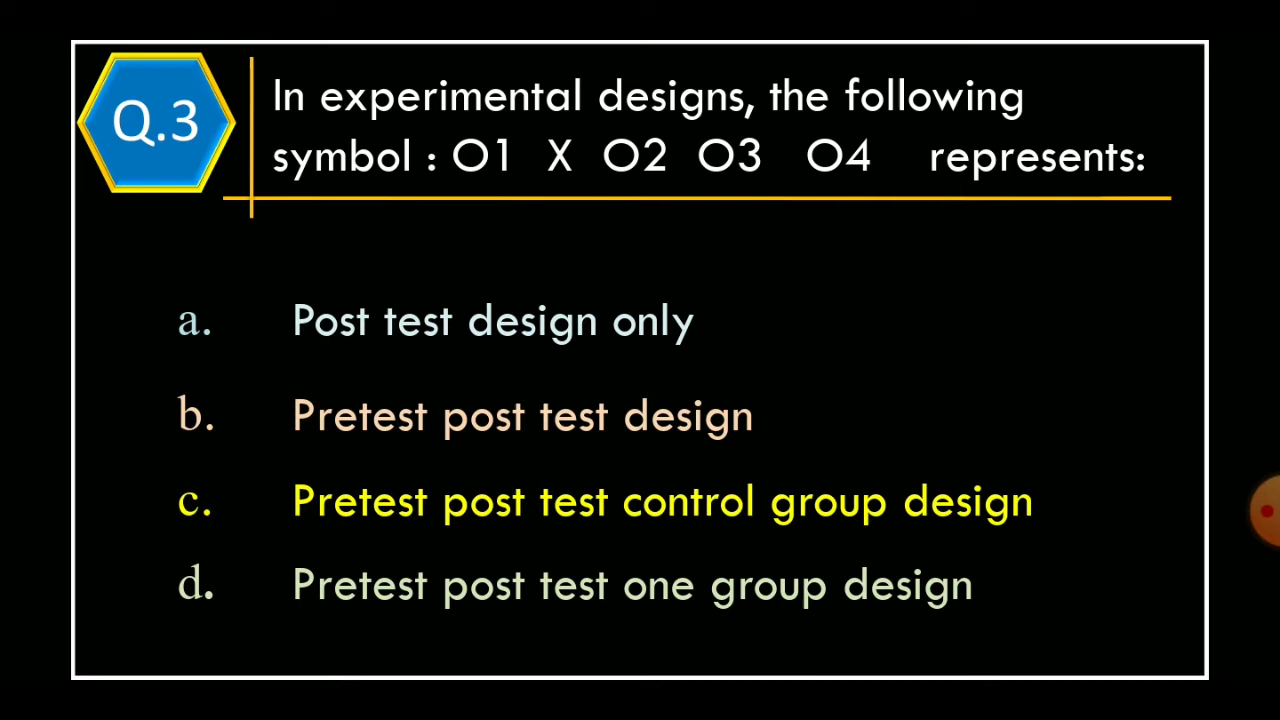 Q.3
In experimental designs, the following
symbol : O1 X O2 O3 O4 represents:
a. Post test design only
b. Pretest post test design
c. Pretest post test control group design
d. Pretest post test one group design